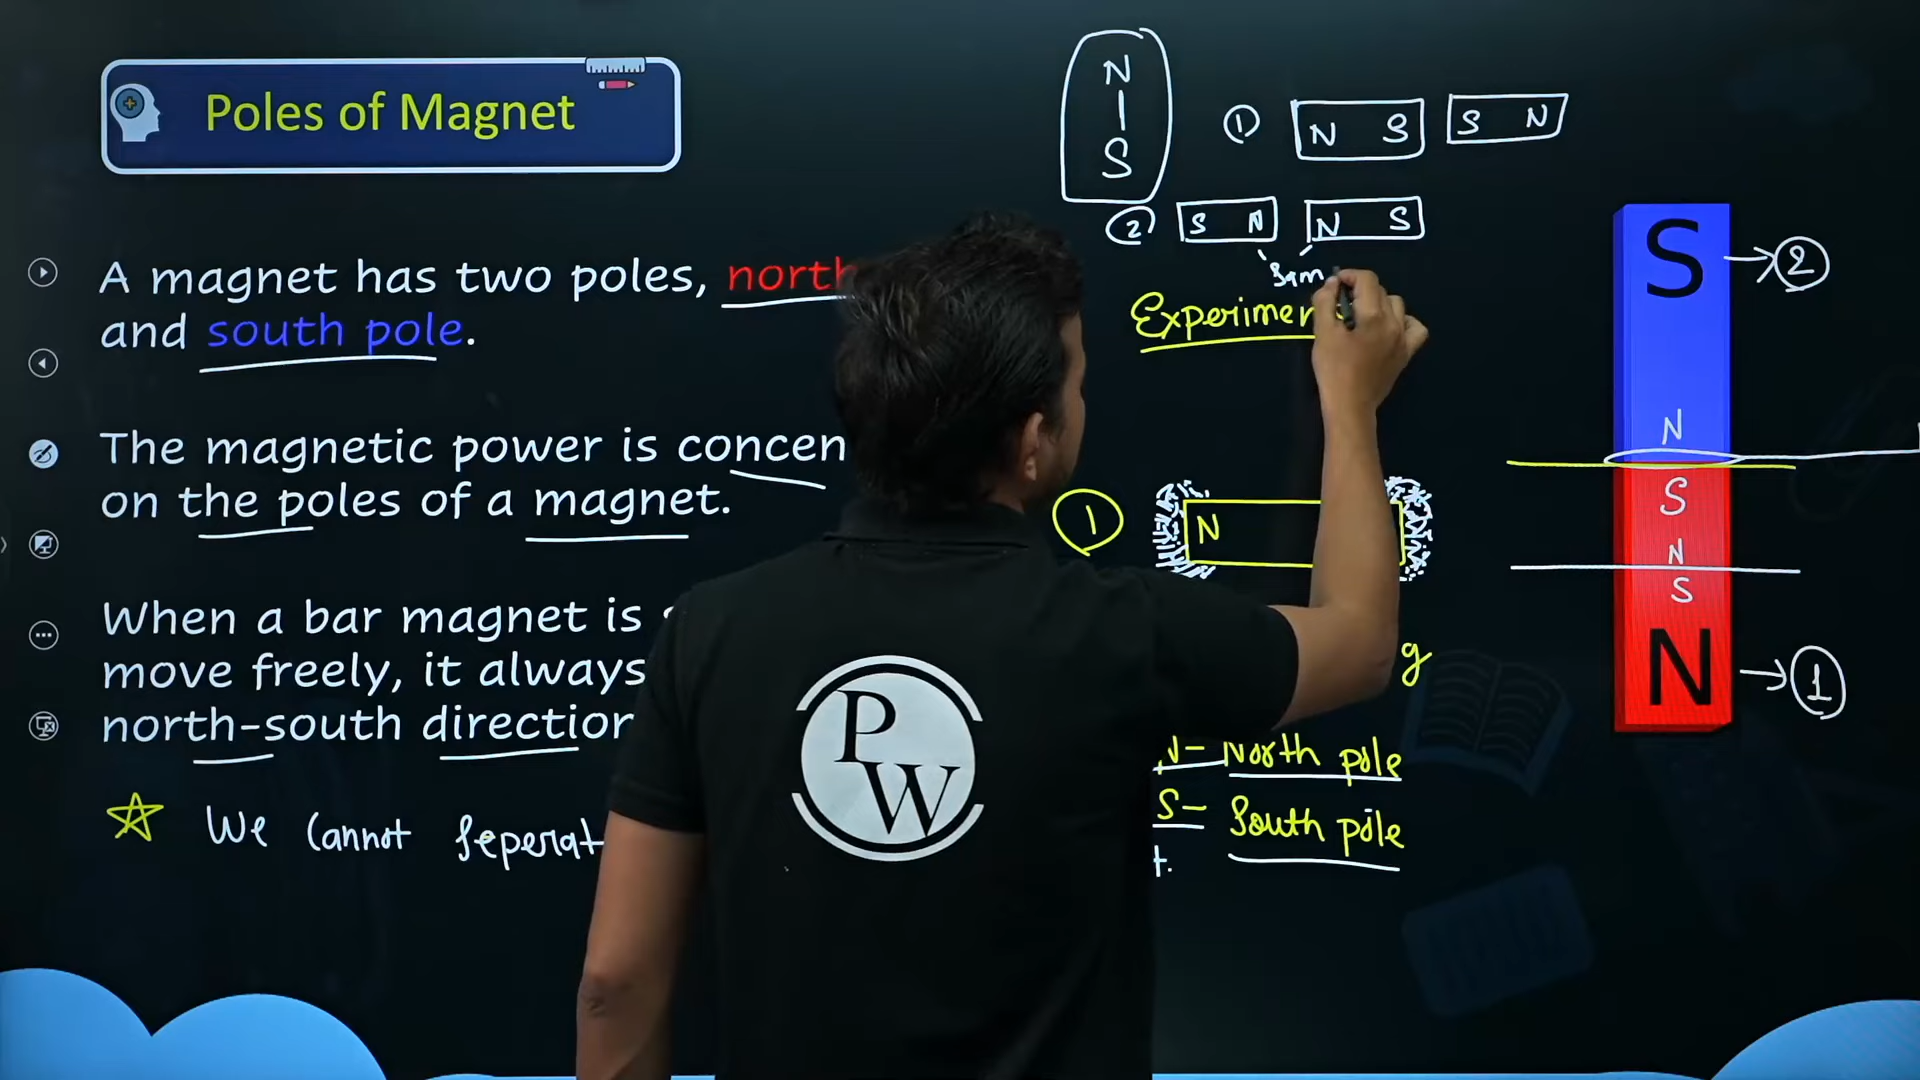 Poles of Magnet
A magnet has two poles, north
and south pole.
The magnetic power is concen
on the poles of a magnet.
When a bar magnet is
move freely, it always
north-south direction
We Cannot Seperat
N
S
1 N S S N
2 S N N S
Sam
Experimen
1 N
g
N - North pole
S - South pole
t.
S → 2
N
S
N
S
N → 1
P
W